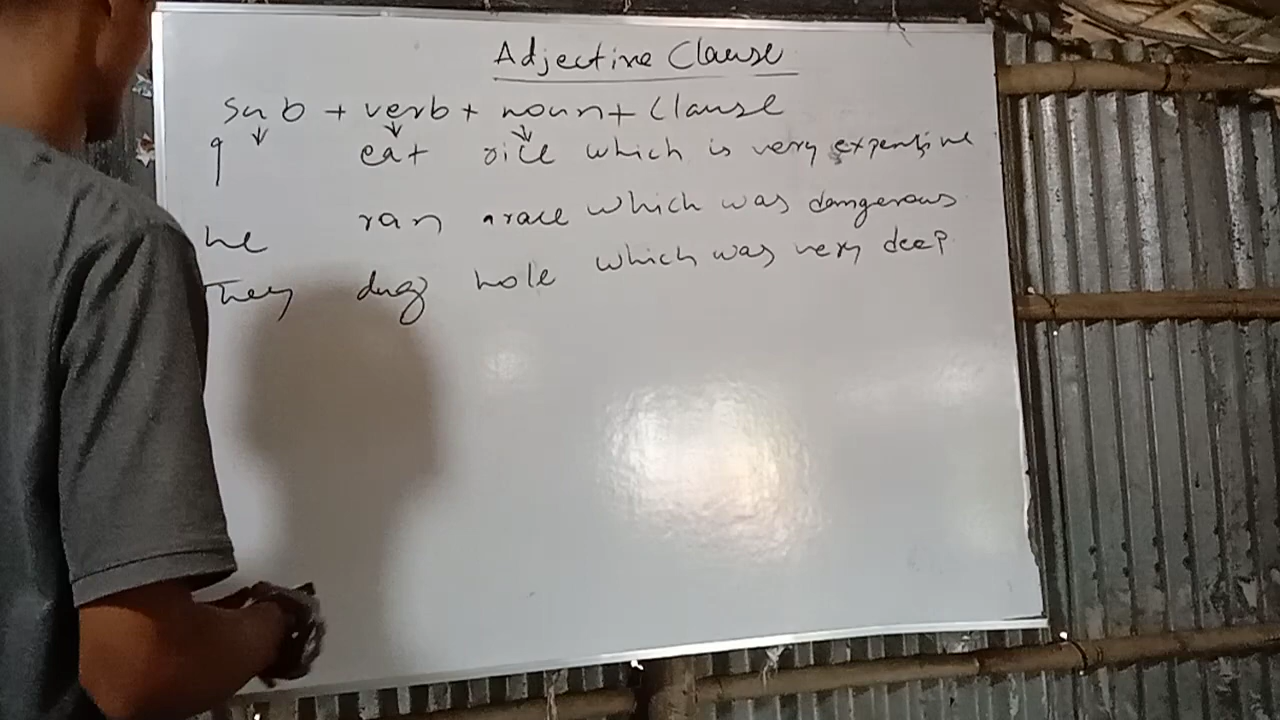 Adjective Clause
Sub + verb + noun + Clause
I eat rice which is very expensive
he ran a race which was dangerous
They dug hole which was very deep